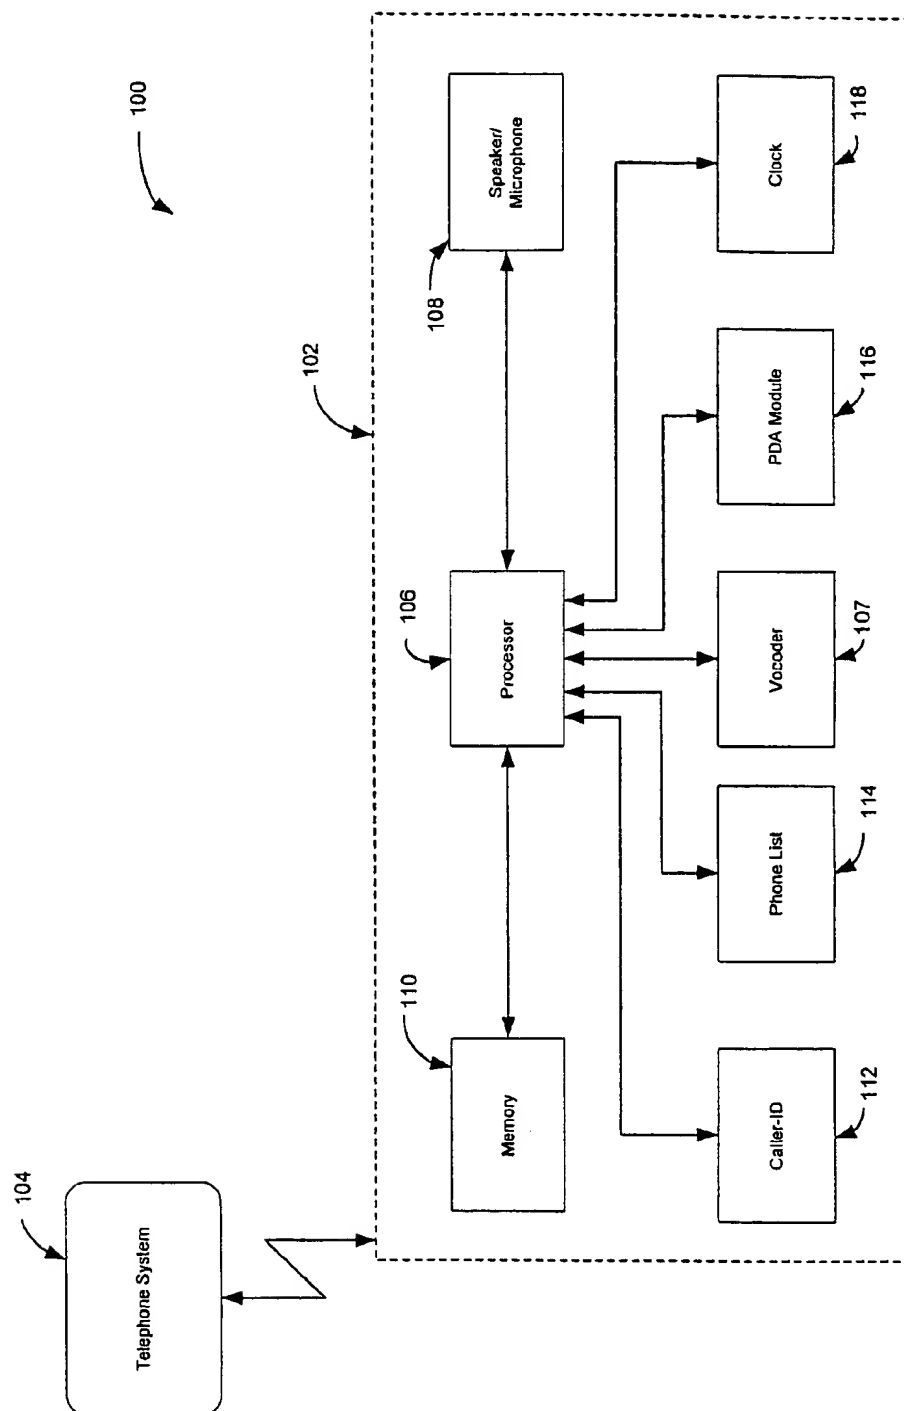 100
104
Telephone System
102
110
Memory
106
Processor
108
Speaker/
Microphone
Caller-ID
112
Phone List
114
Vocoder
107
PDA Module
116
Clock
118